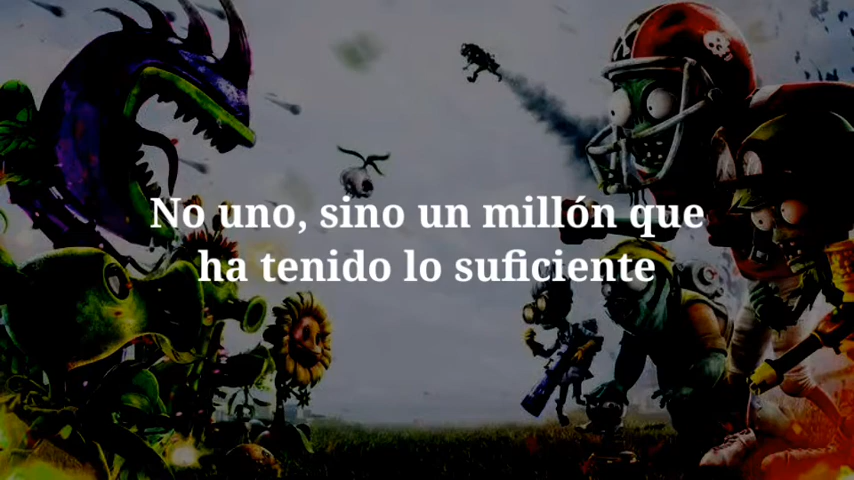 No uno, sino un millón que
ha tenido lo suficiente